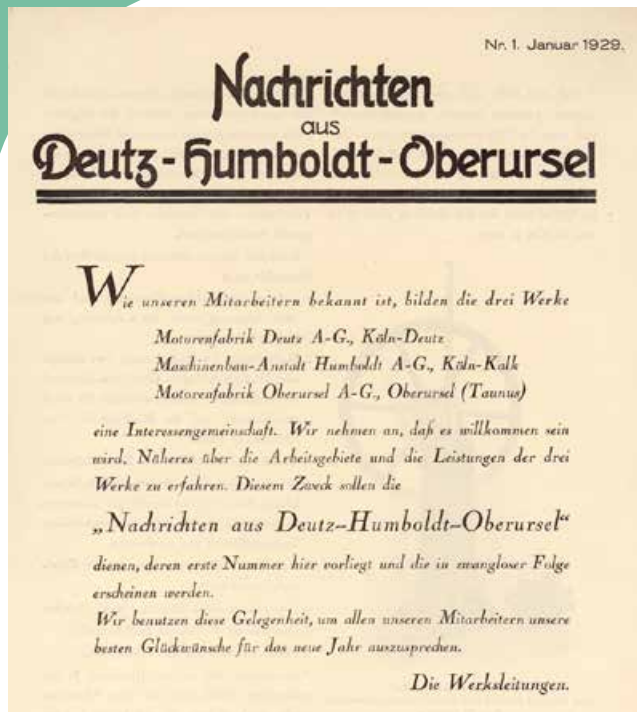 Nr. 1. Januar 1929.
Nachrichten
aus
Deutz-Humboldt-Oberursel
Wie unseren Mitarbeitern bekannt ist, bilden die drei Werke
Motorenfabrik Deutz A-G., Köln-Deutz
Maschinenbau-Anstalt Humboldt A-G., Köln-Kalk
Motorenfabrik Oberursel A-G., Oberursel (Taunus)
eine Interessengemeinschaft. Wir nehmen an, daß es willkommen sein
wird, Näheres über die Arbeitsgebiete und die Leistungen der drei
Werke zu erfahren. Diesem Zweck sollen die
„Nachrichten aus Deutz-Humboldt-Oberursel“
dienen, deren erste Nummer hier vorliegt und die in zwangloser Folge
erscheinen werden.
Wir benutzen diese Gelegenheit, um allen unseren Mitarbeitern unsere
besten Glückwünsche für das neue Jahr auszusprechen.
Die Werksleitungen.